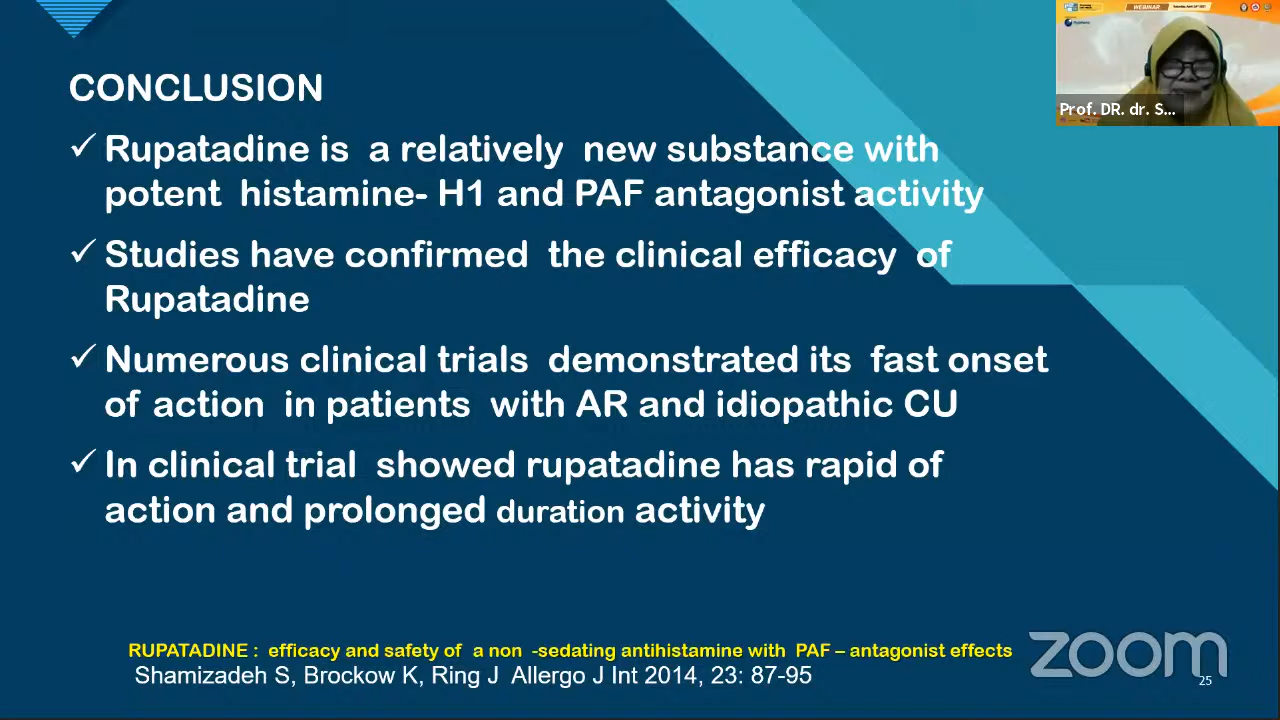 WEBINAR
CONCLUSION
✓ Rupatadine is a relatively new substance with
potent histamine- H1 and PAF antagonist activity
✓ Studies have confirmed the clinical efficacy of
Rupatadine
✓ Numerous clinical trials demonstrated its fast onset
of action in patients with AR and idiopathic CU
✓ In clinical trial showed rupatadine has rapid of
action and prolonged duration activity
Prof. DR. dr. S...
RUPATADINE : efficacy and safety of a non -sedating antihistamine with PAF – antagonist effects
Shamizadeh S, Brockow K, Ring J Allergo J Int 2014, 23: 87-95
zoom
25